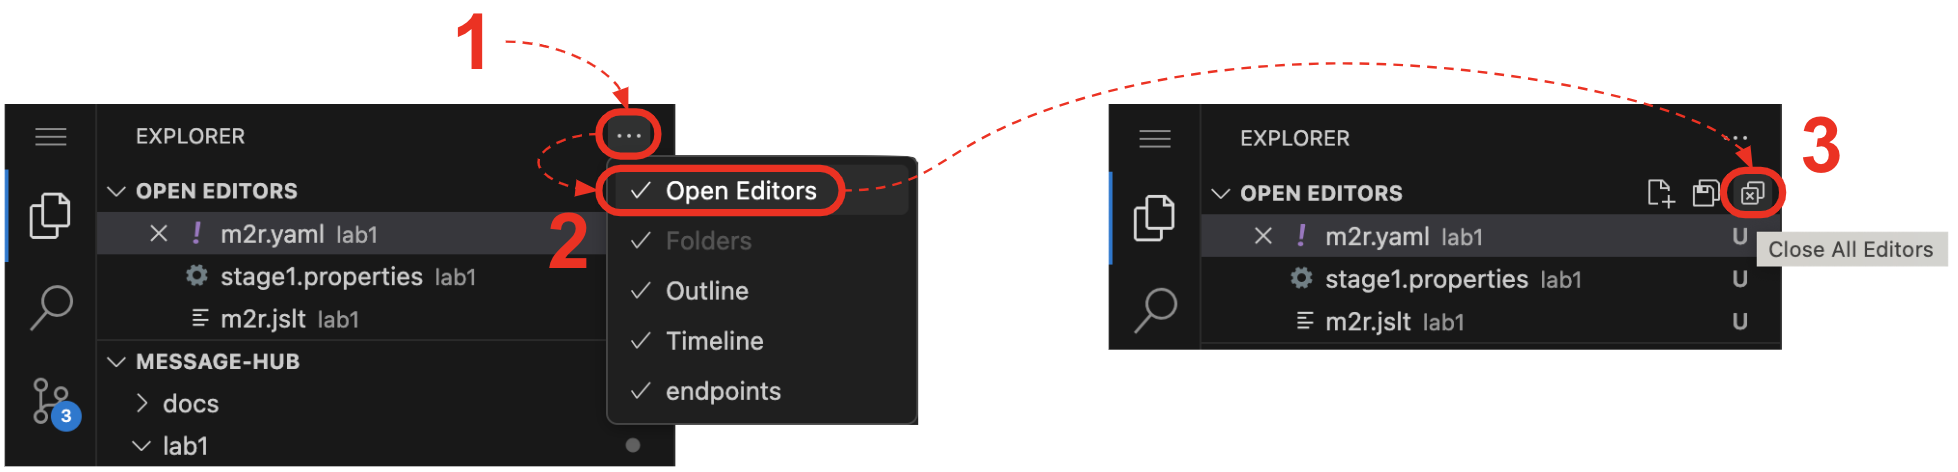 1
EXPLORER
...
OPEN EDITORS
! m2r.yaml lab1
stage1.properties lab1
m2r.jslt lab1
MESSAGE-HUB
docs
lab1
3
2
Open Editors
Folders
Outline
Timeline
endpoints
EXPLORER
...
3
OPEN EDITORS
! m2r.yaml lab1 U
Close All Editors
stage1.properties lab1 U
m2r.jslt lab1 U